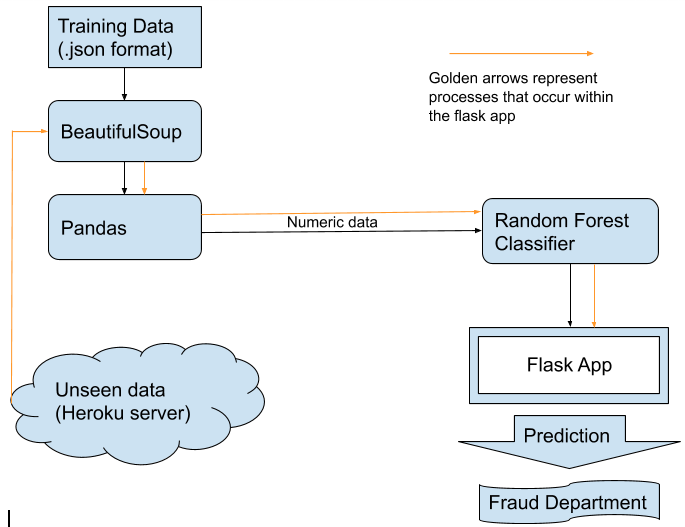 Training Data
(.json format)
Golden arrows represent
processes that occur within
the flask app
BeautifulSoup
Pandas
Numeric data
Random Forest
Classifier
Unseen data
(Heroku server)
Flask App
Prediction
Fraud Department